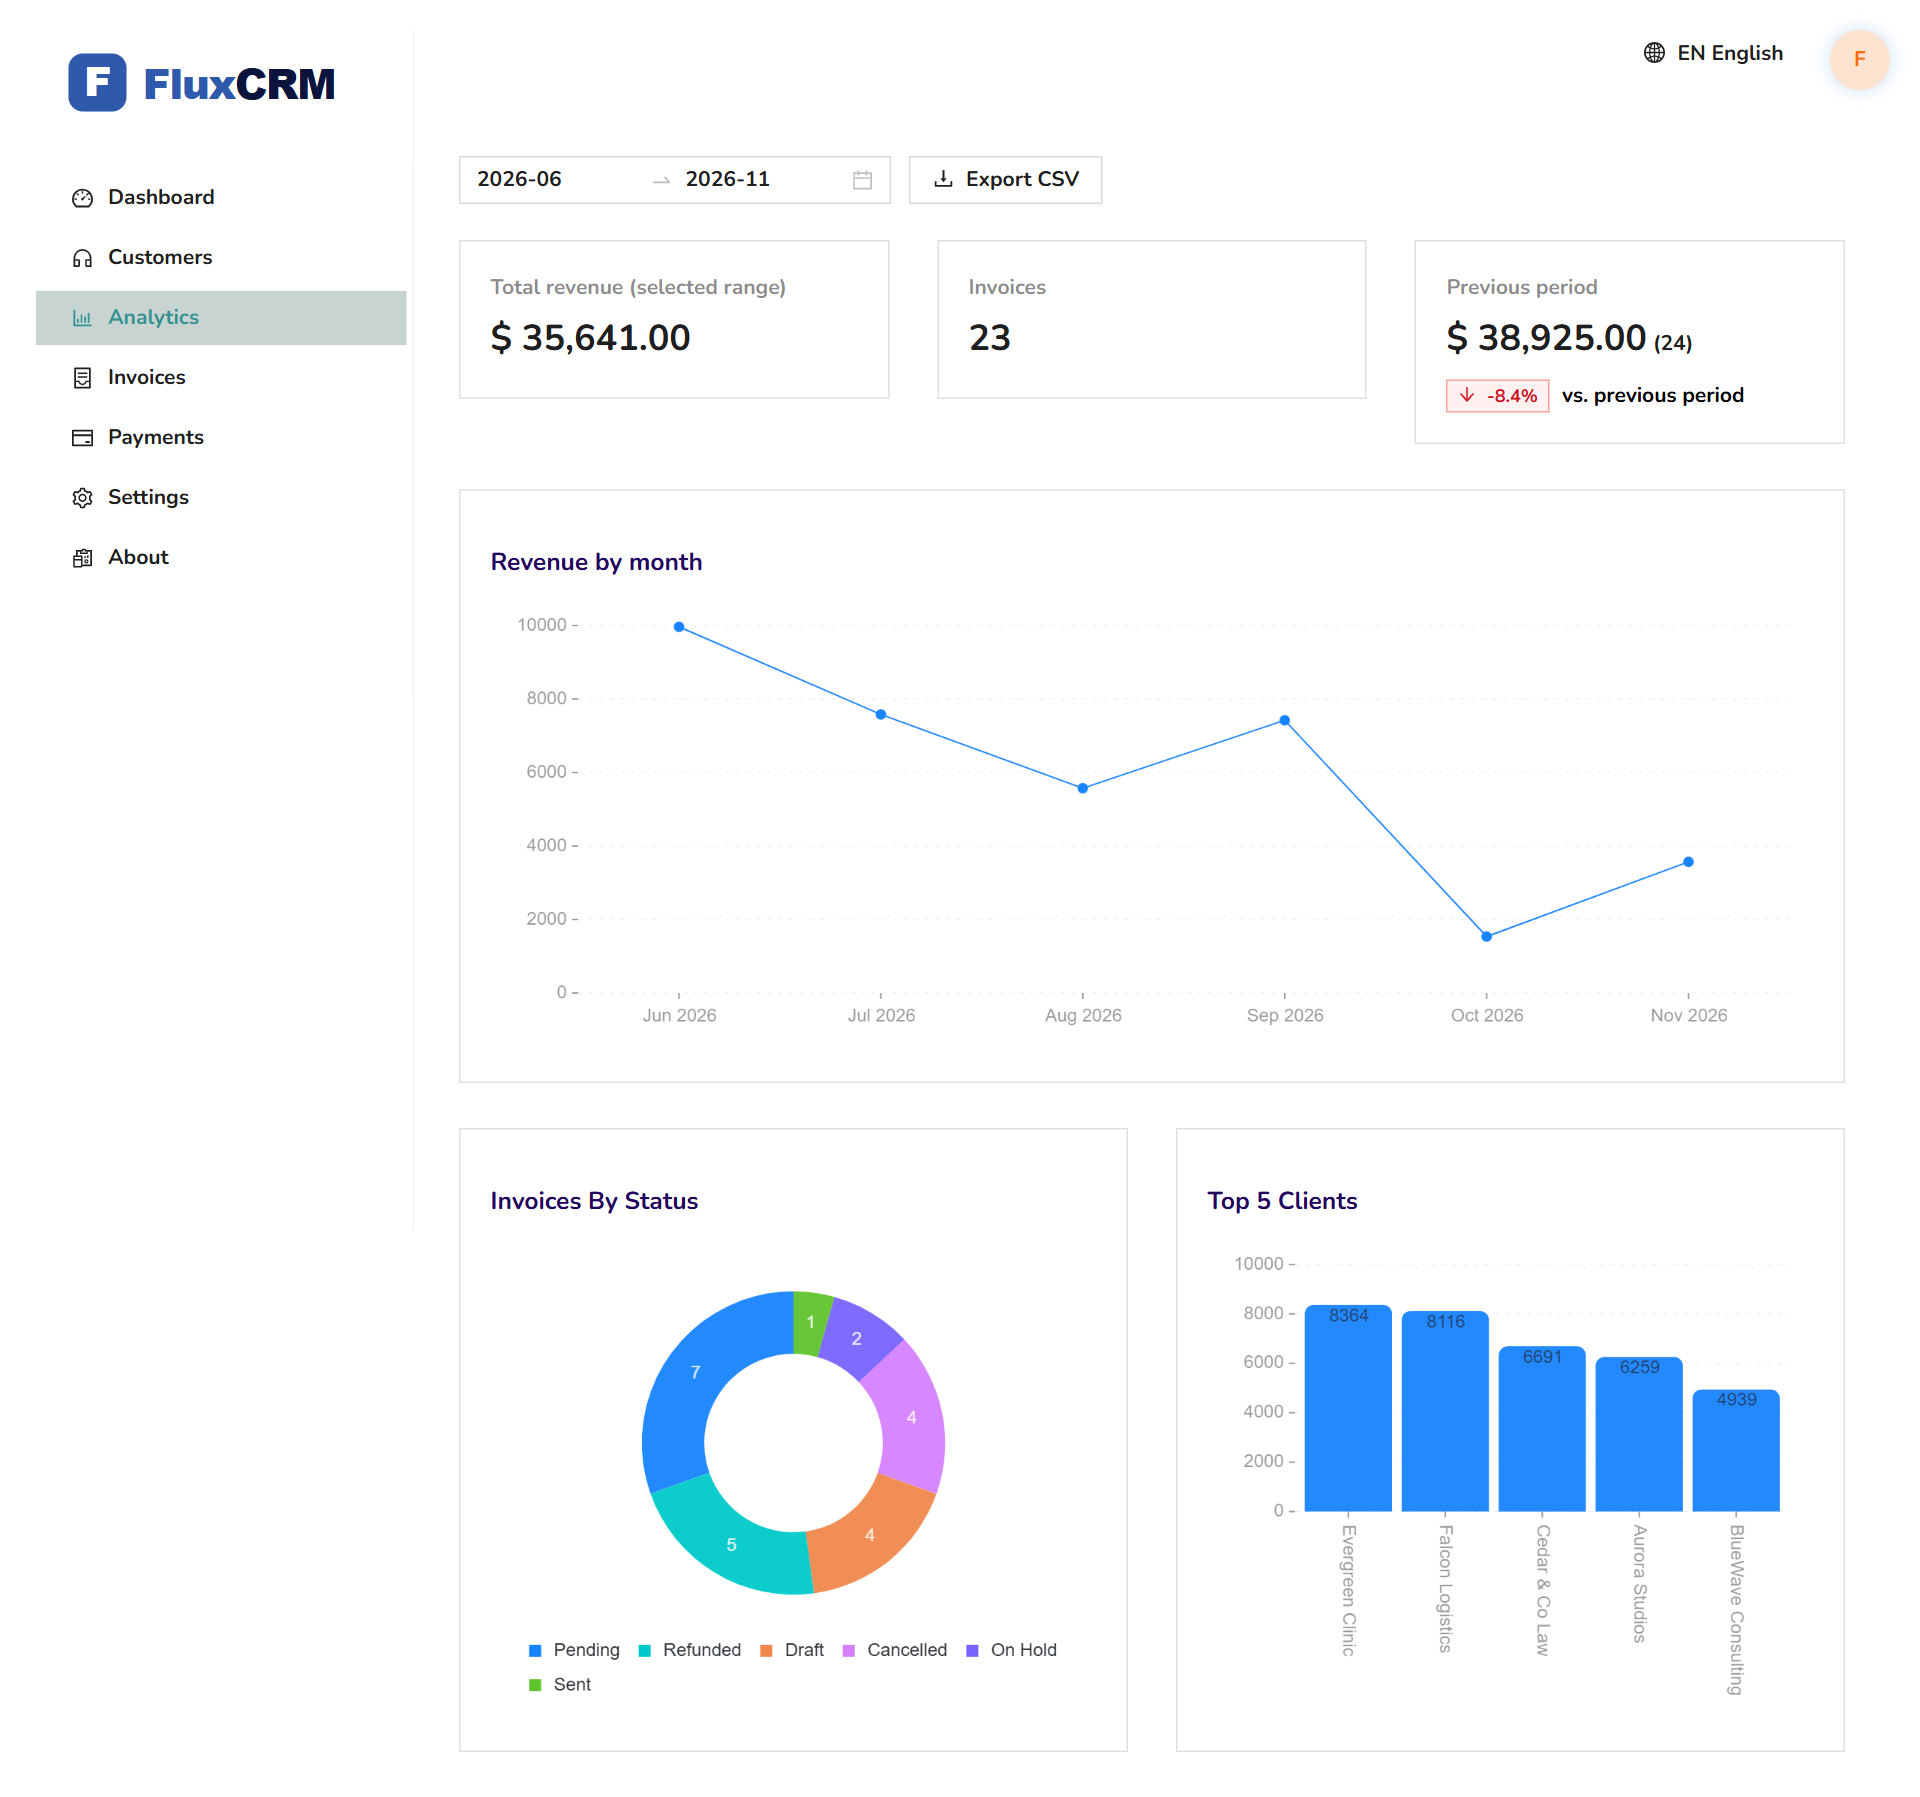 F FluxCRM
EN English
F
Dashboard
Customers
Analytics
Invoices
Payments
Settings
About
2026-06
2026-11
Export CSV
Total revenue (selected range)
$ 35,641.00
Invoices
23
Previous period
$ 38,925.00 (24)
-8.4% vs. previous period
Revenue by month
10000
8000
6000
4000
2000
0
Jun 2026
Jul 2026
Aug 2026
Sep 2026
Oct 2026
Nov 2026
Invoices By Status
1
2
4
4
5
7
Pending
Refunded
Draft
Cancelled
On Hold
Sent
Top 5 Clients
10000
8000
6000
4000
2000
0
8364
8116
6691
6259
4939
Evergreen Clinic
Falcon Logistics
Cedar & Co Law
Aurora Studios
BlueWave Consulting